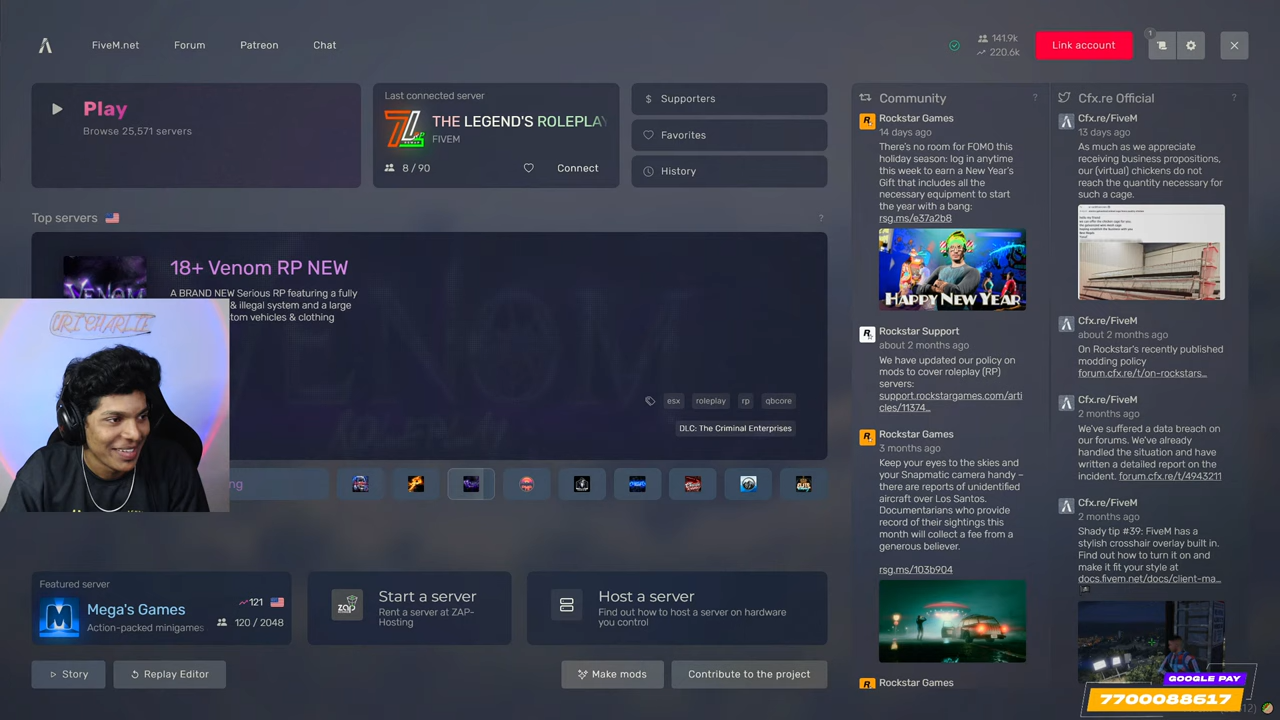 FiveM.net
Forum
Patreon
Chat
141.9k
220.6k
Link account
1
Play
Browse 25,571 servers
Last connected server
THE LEGEND'S ROLEPLAY
FIVEM
8 / 90
Connect
$ Supporters
Favorites
History
Top servers
18+ Venom RP NEW
A BRAND NEW Serious RP featuring a fully
& illegal system and a large
tom vehicles & clothing
VENOM
esx
roleplay
rp
qbcore
DLC: The Criminal Enterprises
ng
Featured server
Mega's Games
Action-packed minigames
121
120 / 2048
Start a server
Rent a server at ZAP-
Hosting
Host a server
Find out how to host a server on hardware
you control
Story
Replay Editor
Make mods
Contribute to the project
Community
?
Rockstar Games
14 days ago
There's no room for FOMO this
holiday season: log in anytime
this week to earn a New Year's
Gift that includes all the
necessary equipment to start
the year with a bang:
rsg.ms/e37a2b8
HAPPY NEW YEAR
Rockstar Support
about 2 months ago
We have updated our policy on
mods to cover roleplay (RP)
servers:
support.rockstargames.com/arti
cles/11374…
Rockstar Games
3 months ago
Keep your eyes to the skies and
your Snapmatic camera handy –
there are reports of unidentified
aircraft over Los Santos.
Documentarians who provide
record of their sightings this
month will collect a fee from a
generous believer.
rsg.ms/103b904
Rockstar Games
Cfx.re Official
?
Cfx.re/FiveM
13 days ago
As much as we appreciate
receiving business propositions,
our (virtual) chickens do not
reach the quantity necessary for
such a cage.
Cfx.re/FiveM
about 2 months ago
On Rockstar's recently published
modding policy
forum.cfx.re/t/on-rockstars…
Cfx.re/FiveM
2 months ago
We've suffered a data breach on
our forums. We've already
handled the situation and have
written a detailed report on the
incident. forum.cfx.re/t/4943211
Cfx.re/FiveM
2 months ago
Shady tip #39: FiveM has a
stylish crosshair overlay built in.
Find out how to turn it on and
make it fit your style at
docs.fivem.net/docs/client-ma…
GOOGLE PAY
7700088617